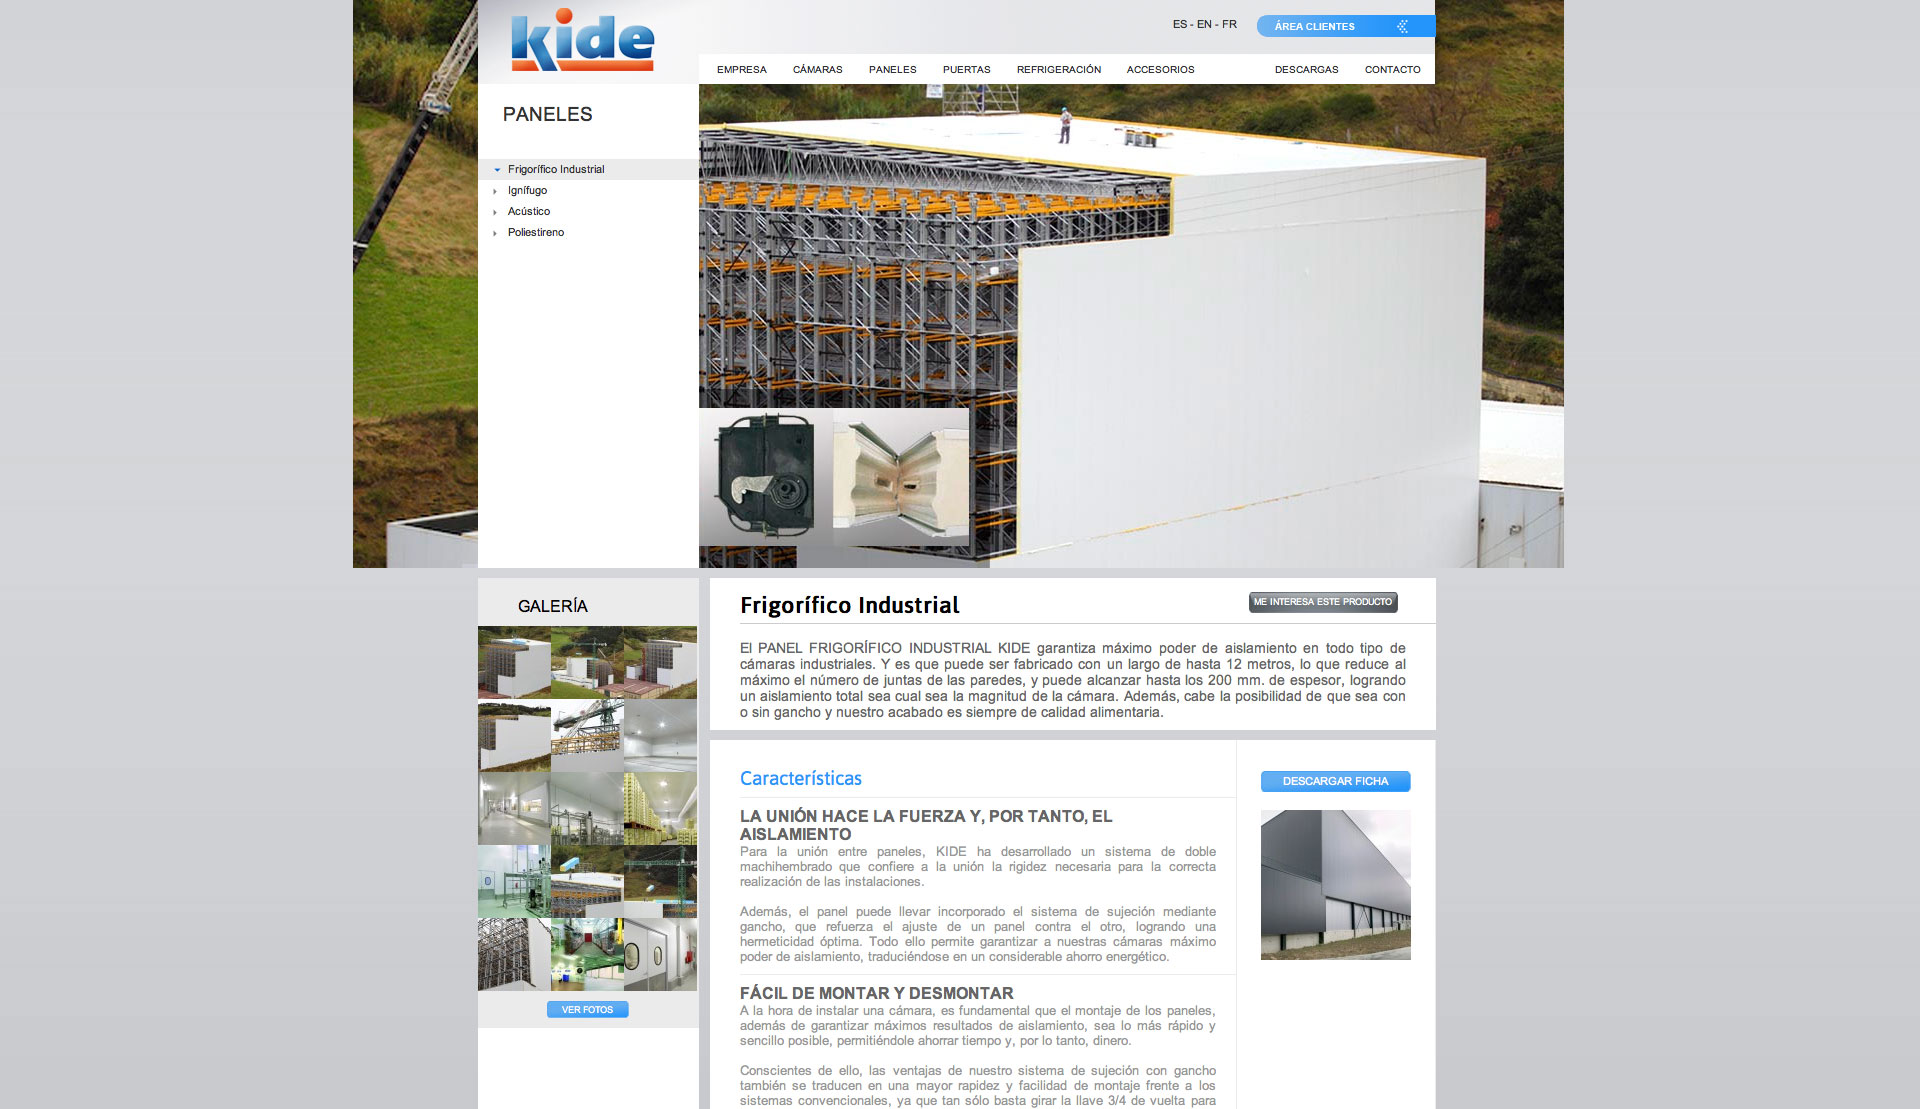 kide
ES - EN - FR
ÁREA CLIENTES
EMPRESA CÁMARAS PANELES PUERTAS REFRIGERACIÓN ACCESORIOS DESCARGAS CONTACTO
PANELES
Frigorífico Industrial
Ignífugo
Acústico
Poliestireno
GALERÍA
VER FOTOS
Frigorífico Industrial
ME INTERESA ESTE PRODUCTO
El PANEL FRIGORÍFICO INDUSTRIAL KIDE garantiza máximo poder de aislamiento en todo tipo de
cámaras industriales. Y es que puede ser fabricado con un largo de hasta 12 metros, lo que reduce al
máximo el número de juntas de las paredes, y puede alcanzar hasta los 200 mm. de espesor, logrando
un aislamiento total sea cual sea la magnitud de la cámara. Además, cabe la posibilidad de que sea con
o sin gancho y nuestro acabado es siempre de calidad alimentaria.
Características
LA UNIÓN HACE LA FUERZA Y, POR TANTO, EL
AISLAMIENTO
Para la unión entre paneles, KIDE ha desarrollado un sistema de doble
machihembrado que confiere a la unión la rigidez necesaria para la correcta
realización de las instalaciones.
Además, el panel puede llevar incorporado el sistema de sujeción mediante
gancho, que refuerza el ajuste de un panel contra el otro, logrando una
hermeticidad óptima. Todo ello permite garantizar a nuestras cámaras máximo
poder de aislamiento, traduciéndose en un considerable ahorro energético.
FÁCIL DE MONTAR Y DESMONTAR
A la hora de instalar una cámara, es fundamental que el montaje de los paneles,
además de garantizar máximos resultados de aislamiento, sea lo más rápido y
sencillo posible, permitiéndole ahorrar tiempo y, por lo tanto, dinero.
Conscientes de ello, las ventajas de nuestro sistema de sujeción con gancho
también se traducen en una mayor rapidez y facilidad de montaje frente a los
sistemas convencionales, ya que tan sólo basta girar la llave 3/4 de vuelta para
DESCARGAR FICHA